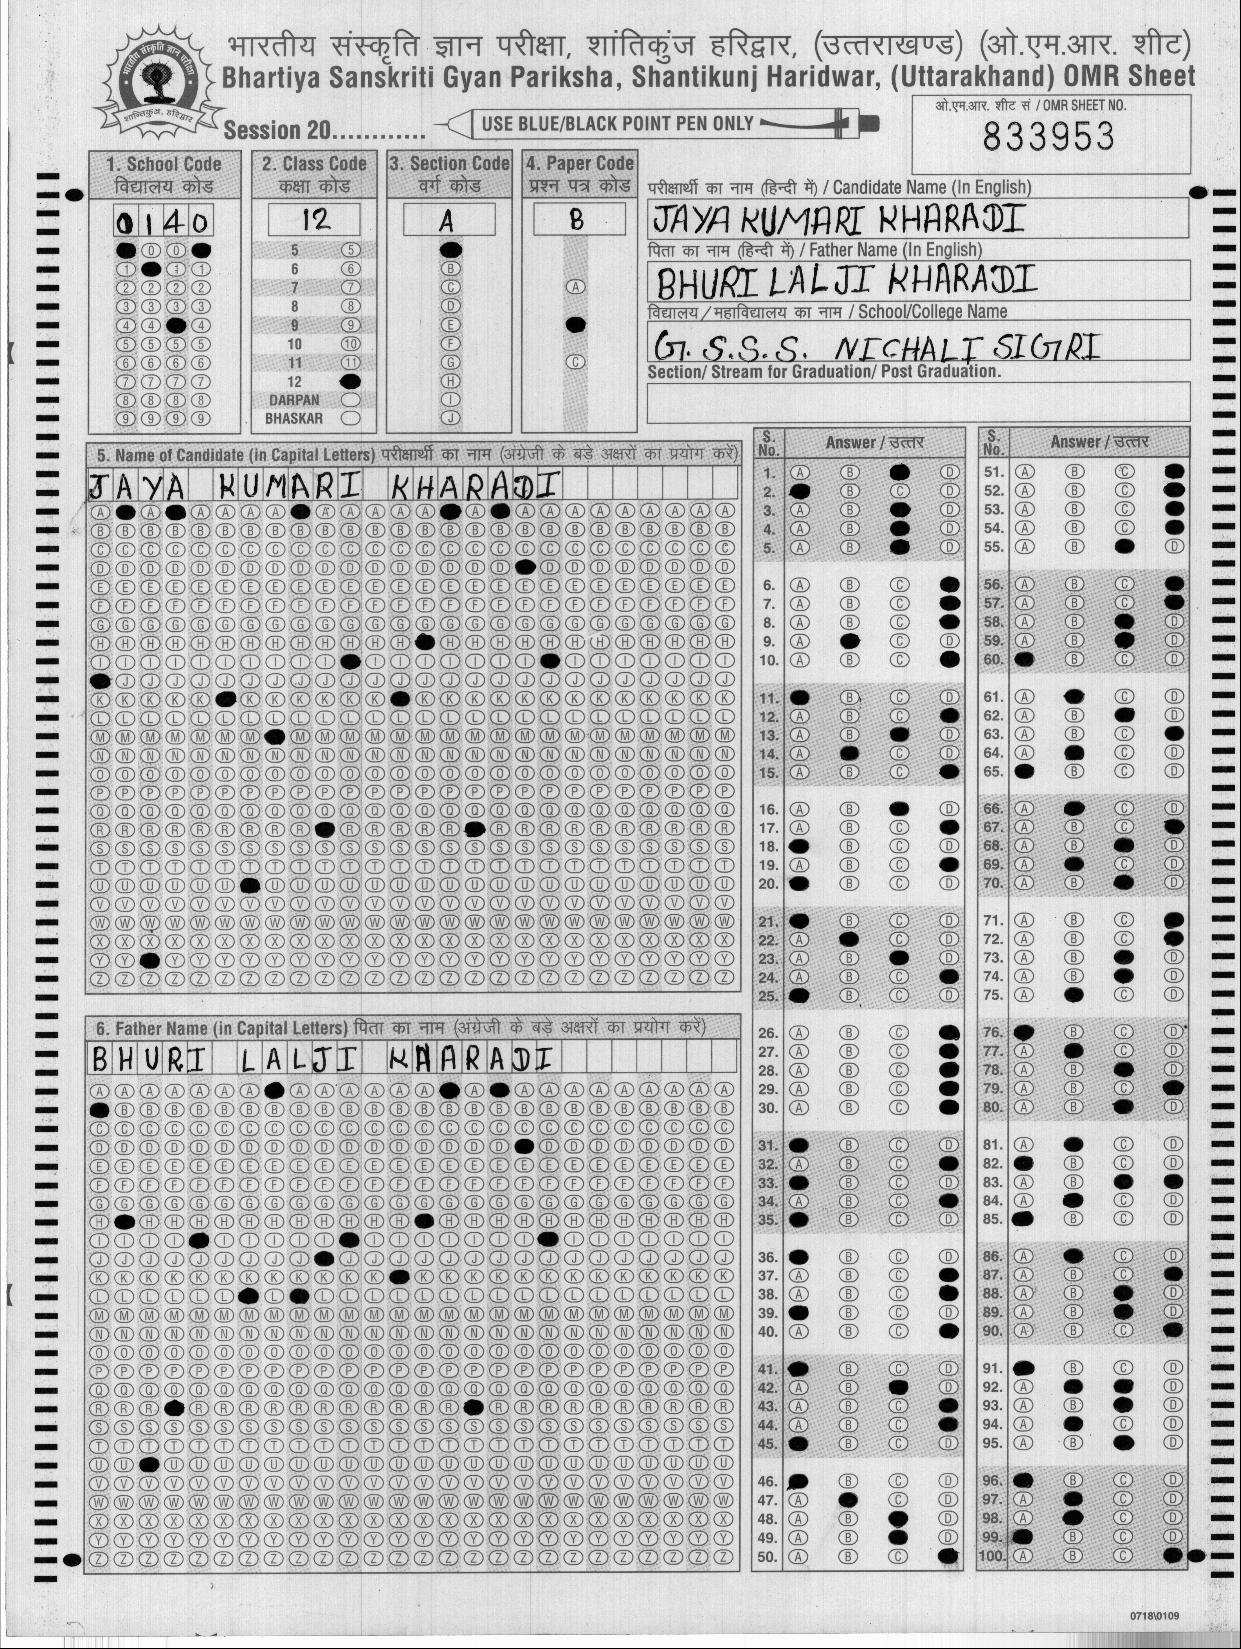 भारतीय संस्कृति ज्ञान परीक्षा, शांतिकुंज हरिद्वार, (उत्तराखण्ड) (ओ.एम.आर. शीट)
Bhartiya Sanskriti Gyan Pariksha, Shantikunj Haridwar, (Uttarakhand) OMR Sheet
Session 20............
USE BLUE/BLACK POINT PEN ONLY
ओ.एम.आर. शीट सं / OMR SHEET NO.
833953
1. School Code
विद्यालय कोड
0140
2. Class Code
कक्षा कोड
12
5
6
7
8
9
10
11
12
DARPAN
BHASKAR
3. Section Code
वर्ग कोड
A
4. Paper Code
प्रश्न पत्र कोड
B
परीक्षार्थी का नाम (हिन्दी में) / Candidate Name (In English)
JAYA KUMARI KHARADI
पिता का नाम (हिन्दी में) / Father Name (In English)
BHURI LALJI KHARADI
विद्यालय / महाविद्यालय का नाम / School/College Name
G. S.S.S. NICHALI SIGRI
Section/ Stream for Graduation/ Post Graduation.
5. Name of Candidate (in Capital Letters) परीक्षार्थी का नाम (अंग्रेजी के बड़े अक्षरों का प्रयोग करें)
JAYA KUMARI KHARADI
6. Father Name (in Capital Letters) पिता का नाम (अंग्रेजी के बड़े अक्षरों का प्रयोग करें)
BHURI LALJI KHARADI
S. No. Answer / उत्तर
S. No. Answer / उत्तर
0718\0109